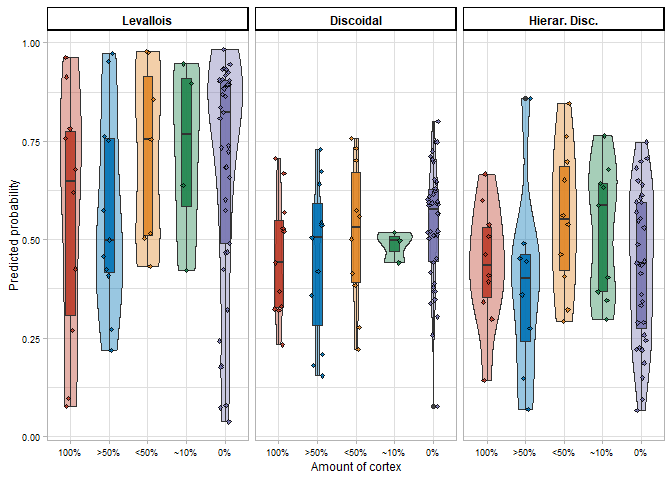 Levallois Discoidal Hierar. Disc.
1.00
0.75
0.50
0.25
0.00
Predicted probability
100% >50% <50% ~10% 0% 100% >50% <50% ~10% 0% 100% >50% <50% ~10% 0%
Amount of cortex